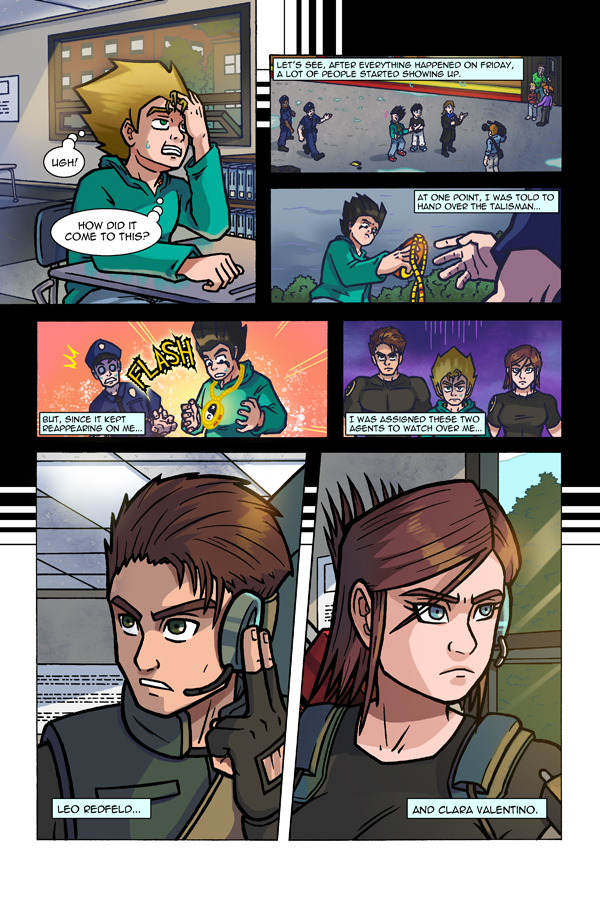 UGH!
HOW DID IT
COME TO THIS?
LET'S SEE, AFTER EVERYTHING HAPPENED ON FRIDAY,
A LOT OF PEOPLE STARTED SHOWING UP.
AT ONE POINT, I WAS TOLD TO
HAND OVER THE TALISMAN...
FLASH
BUT, SINCE IT KEPT
REAPPEARING ON ME...
I WAS ASSIGNED THESE TWO
AGENTS TO WATCH OVER ME...
LEO REDFELD...
AND CLARA VALENTINO.